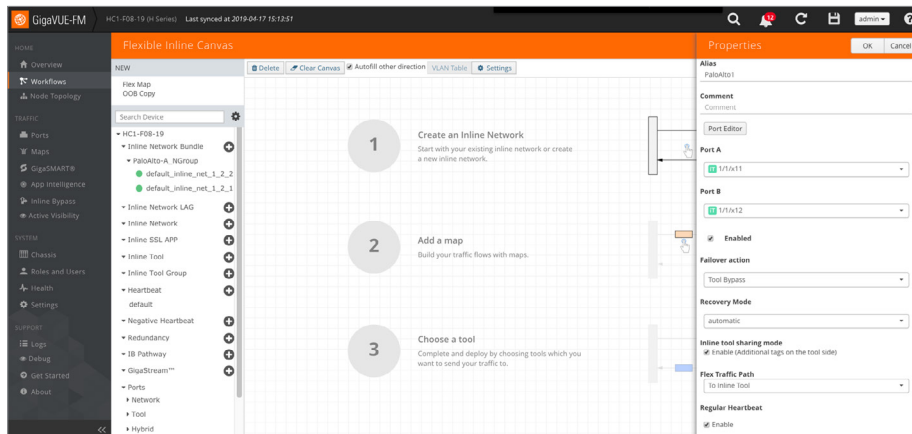 GigaVUE-FM
HC1-F08-19 (H Series) Last synced at 2019-04-17 15:13:51
12
admin
Flexible Inline Canvas
Properties
OK
Cancel
HOME
Overview
Workflows
Node Topology
TRAFFIC
Ports
Maps
GigaSMART®
App Intelligence
Inline Bypass
Active Visibility
SYSTEM
Chassis
Roles and Users
Health
Settings
SUPPORT
Logs
Debug
Get Started
About
NEW
Flex Map
OOB Copy
Search Device
HC1-F08-19
Inline Network Bundle
PaloAlto-A_NGroup
default_inline_net_1_2_2
default_inline_net_1_2_1
Inline Network LAG
Inline Network
Inline SSL APP
Inline Tool
Inline Tool Group
Heartbeat
default
Negative Heartbeat
Redundancy
IB Pathway
GigaStream™
Ports
Network
Tool
Hybrid
Delete
Clear Canvas
Autofill other direction
VLAN Table
Settings
1
Create an Inline Network
Start with your existing inline network or create
a new inline network.
2
Add a map
Build your traffic flows with maps.
3
Choose a tool
Complete and deploy by choosing tools which you
want to send your traffic to.
Alias
PaloAlto1
Comment
Comment
Port Editor
Port A
IT 1/1/x11
Port B
IT 1/1/x12
Enabled
Failover action
Tool Bypass
Recovery Mode
automatic
Inline tool sharing mode
Enable (Additional tags on the tool side)
Flex Traffic Path
To Inline Tool
Regular Heartbeat
Enable